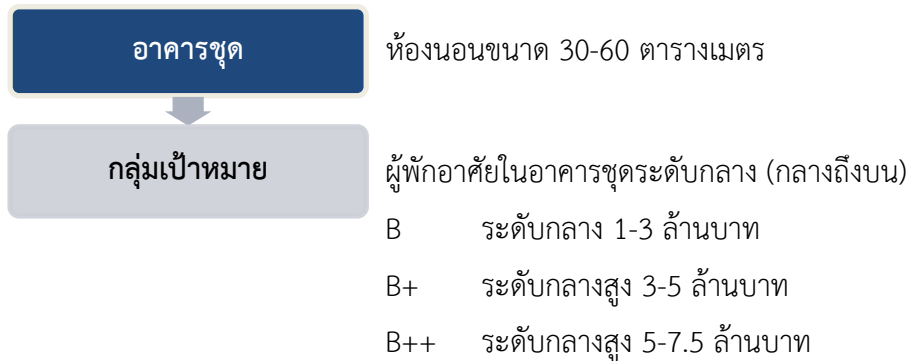 อาคารชุด
ห้องนอนขนาด 30-60 ตารางเมตร
กลุ่มเป้าหมาย
ผู้พักอาศัยในอาคารชุดระดับกลาง (กลางถึงบน)
B ระดับกลาง 1-3 ล้านบาท
B+ ระดับกลางสูง 3-5 ล้านบาท
B++ ระดับกลางสูง 5-7.5 ล้านบาท